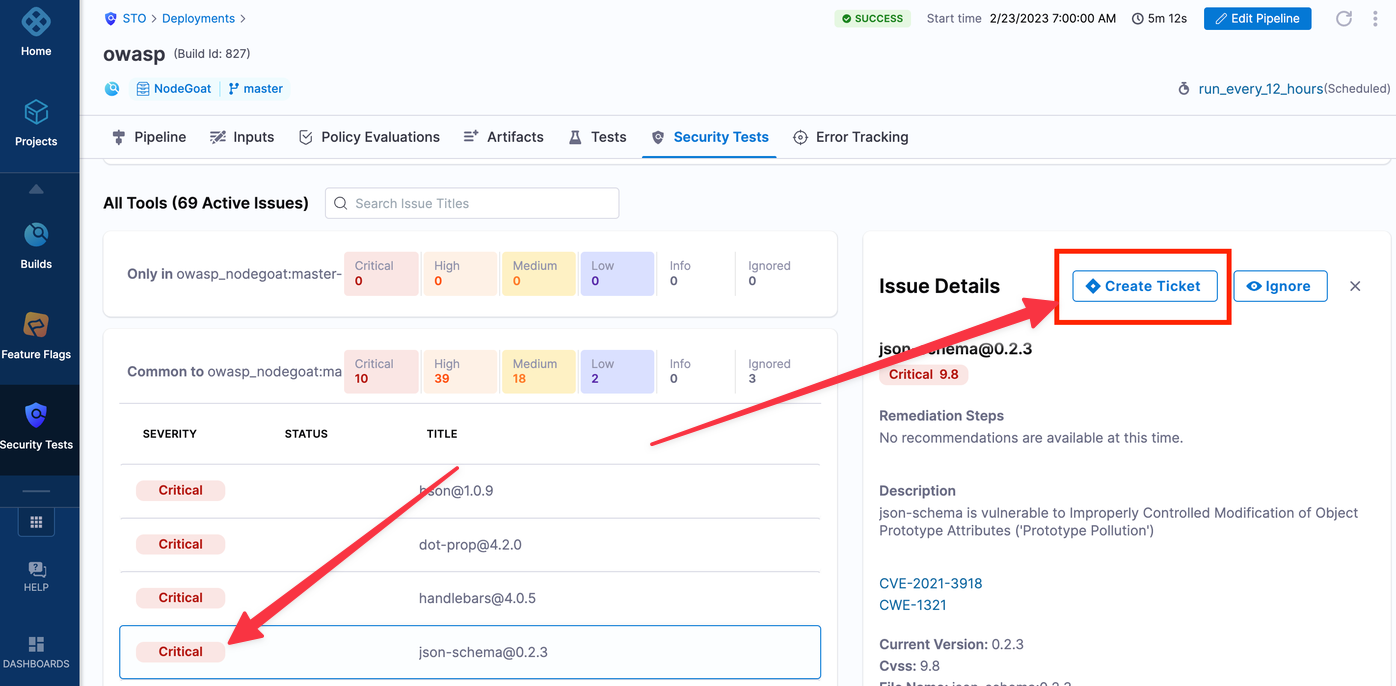 Home
Projects
Builds
Feature Flags
Security Tests
HELP
DASHBOARDS
STO > Deployments >
SUCCESS Start time 2/23/2023 7:00:00 AM 5m 12s Edit Pipeline
owasp (Build Id: 827)
NodeGoat master
run_every_12_hours(Scheduled)
Pipeline Inputs Policy Evaluations Artifacts Tests Security Tests Error Tracking
All Tools (69 Active Issues) Search Issue Titles
Only in owasp_nodegoat:master-
Critical High Medium Low Info Ignored
0 0 0 0 0 0
Common to owasp_nodegoat:ma
Critical High Medium Low Info Ignored
10 39 18 2 0 3
SEVERITY STATUS TITLE
Critical bson@1.0.9
Critical dot-prop@4.2.0
Critical handlebars@4.0.5
Critical json-schema@0.2.3
Issue Details Create Ticket Ignore
json-schema@0.2.3
Critical 9.8
Remediation Steps
No recommendations are available at this time.
Description
json-schema is vulnerable to Improperly Controlled Modification of Object
Prototype Attributes ('Prototype Pollution')
CVE-2021-3918
CWE-1321
Current Version: 0.2.3
Cvss: 9.8
File Name: json-schema:0.2.3